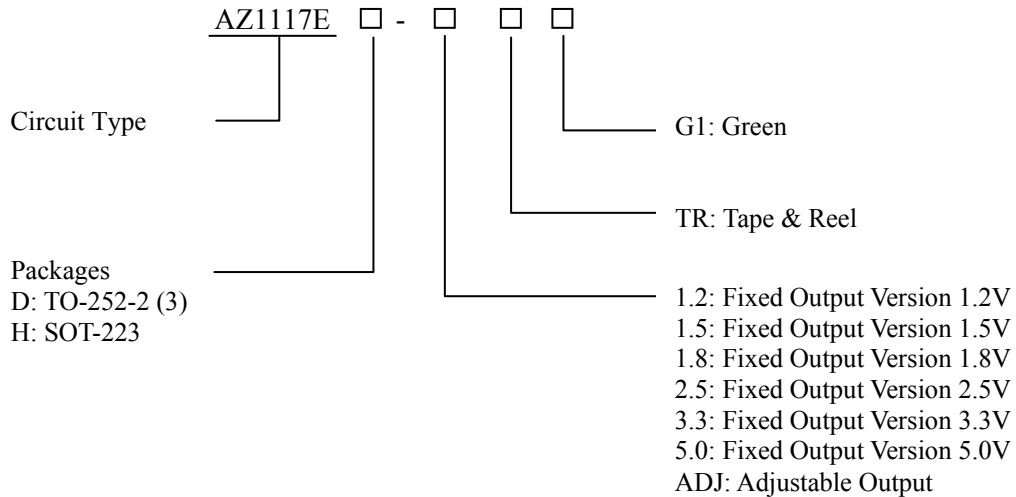 AZ1117E □ - □ □ □
Circuit Type
G1: Green
TR: Tape & Reel
Packages
D: TO-252-2 (3)
H: SOT-223
1.2: Fixed Output Version 1.2V
1.5: Fixed Output Version 1.5V
1.8: Fixed Output Version 1.8V
2.5: Fixed Output Version 2.5V
3.3: Fixed Output Version 3.3V
5.0: Fixed Output Version 5.0V
ADJ: Adjustable Output